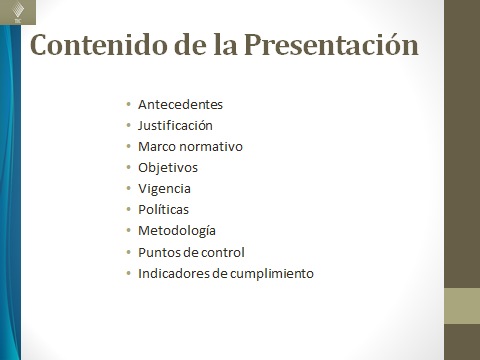 Contenido de la Presentación
• Antecedentes
• Justificación
• Marco normativo
• Objetivos
• Vigencia
• Políticas
• Metodología
• Puntos de control
• Indicadores de cumplimiento